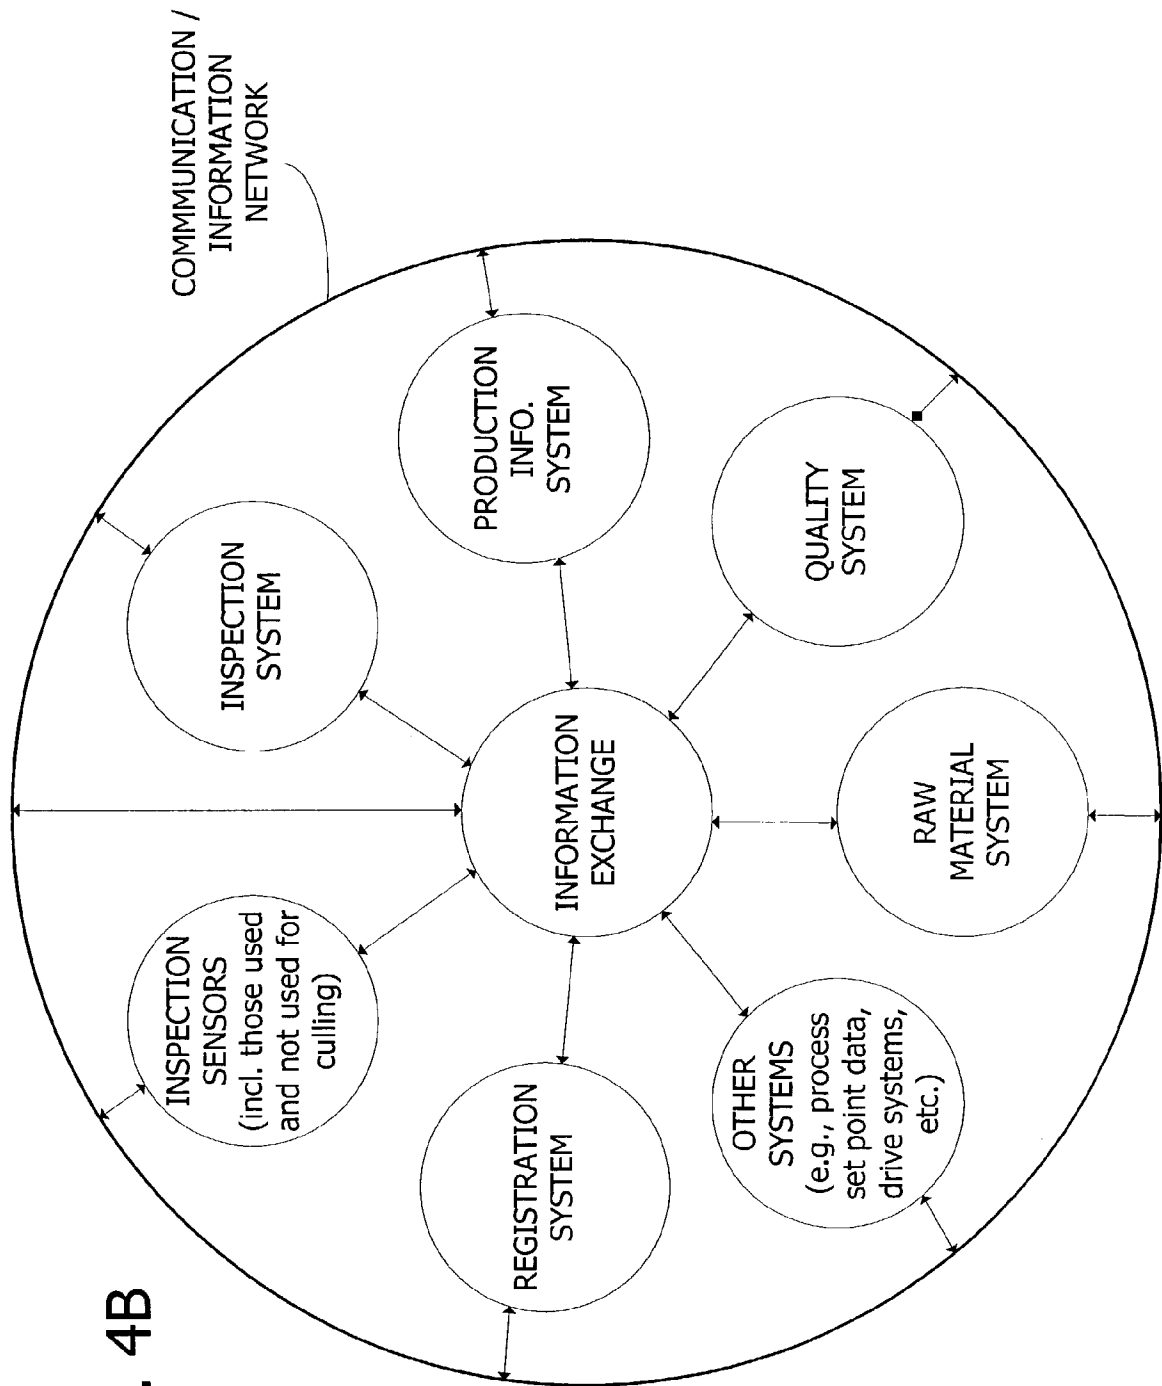 COMMMUNICATION /
INFORMATION
NETWORK
INSPECTION
SENSORS
(incl. those used
and not used for
culling)
INSPECTION
SYSTEM
REGISTRATION
SYSTEM
INFORMATION
EXCHANGE
PRODUCTION
INFO.
SYSTEM
OTHER
SYSTEMS
(e.g., process
set point data,
drive systems,
etc.)
RAW
MATERIAL
SYSTEM
QUALITY
SYSTEM
. 4B